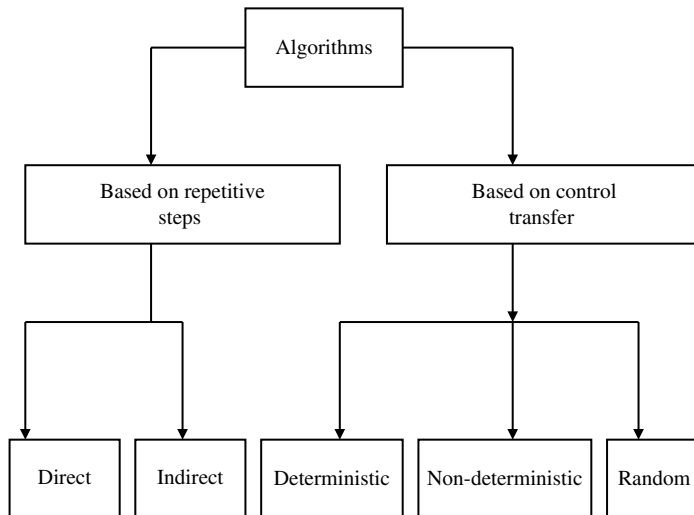 Algorithms
Based on repetitive
steps
Based on control
transfer
Direct
Indirect
Deterministic
Non-deterministic
Random